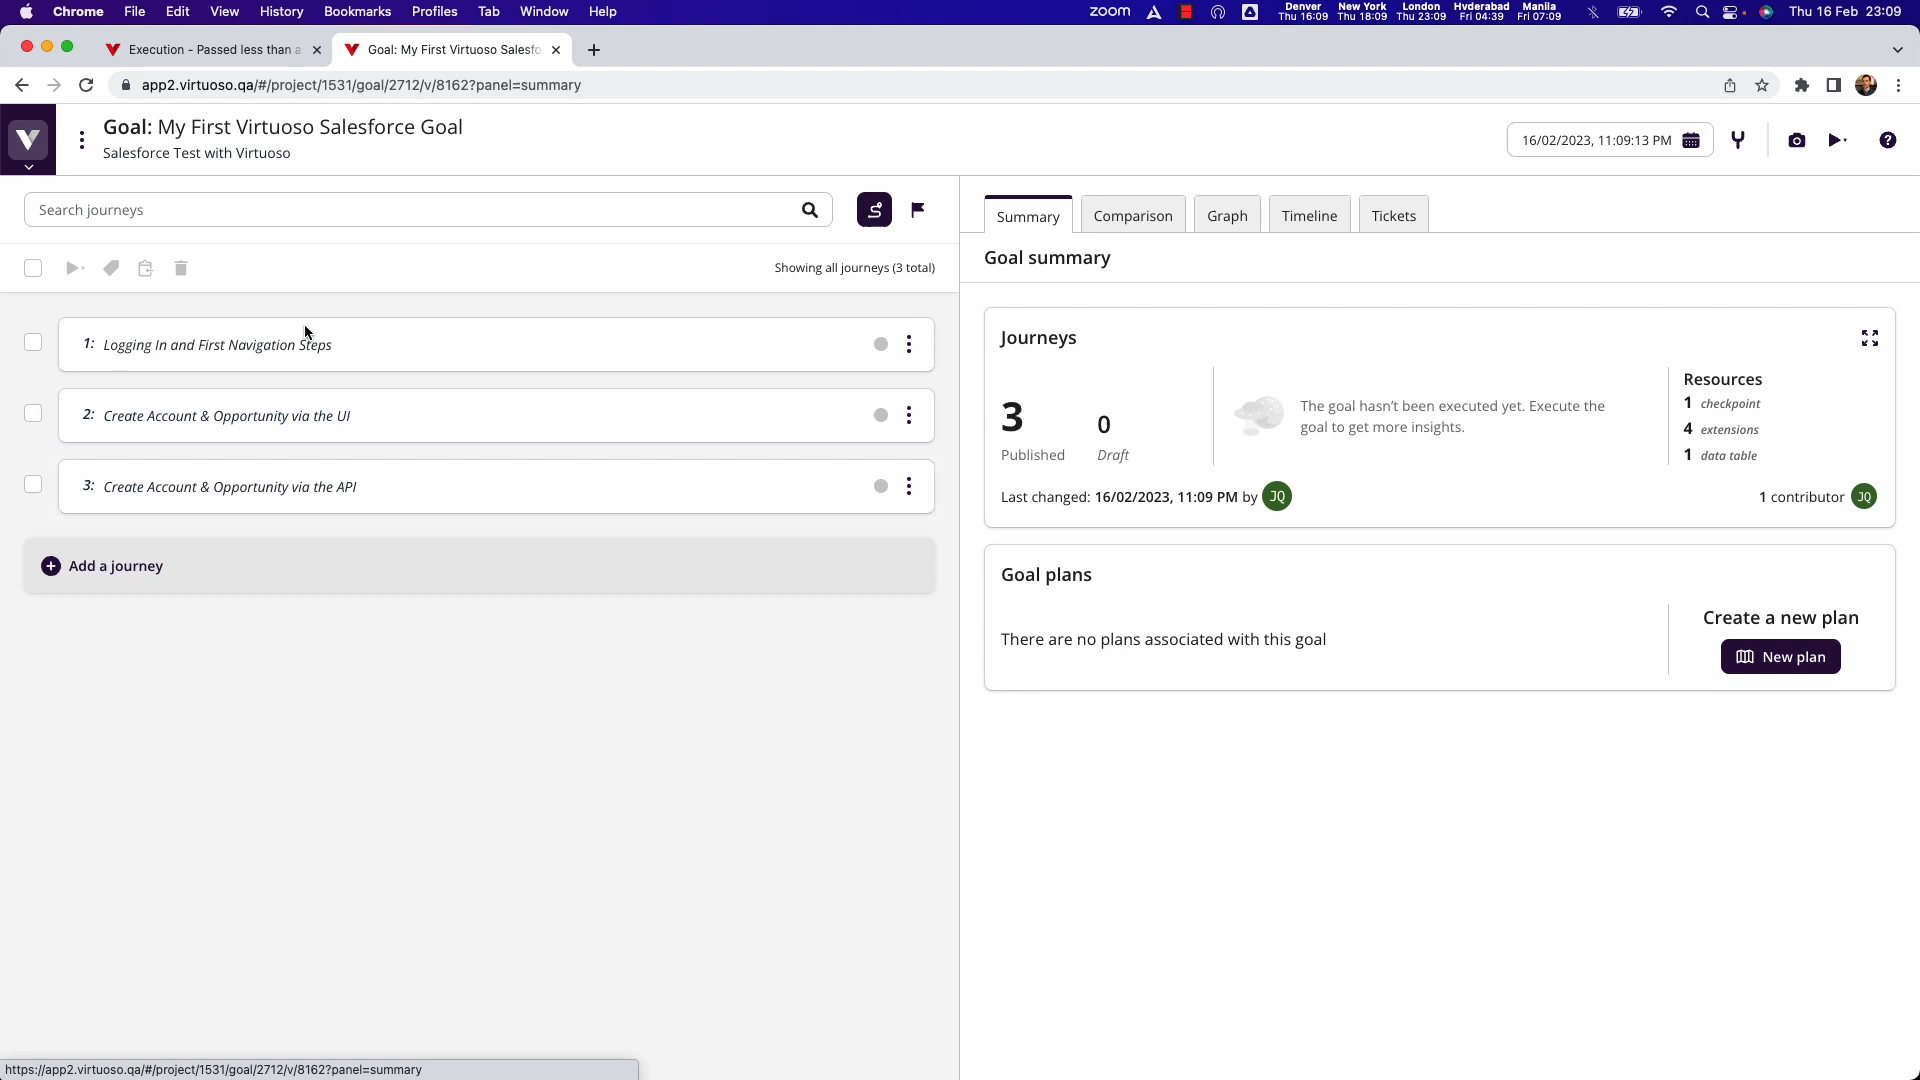 Chrome File Edit View History Bookmarks Profiles Tab Window Help
zoom
Denver Thu 16:09
New York Thu 18:09
London Thu 23:09
Hyderabad Fri 04:39
Manila Fri 07:09
Thu 16 Feb 23:09
Execution - Passed less than a
Goal: My First Virtuoso Salesfo
app2.virtuoso.qa/#/project/1531/goal/2712/v/8162?panel=summary
Goal: My First Virtuoso Salesforce Goal
Salesforce Test with Virtuoso
16/02/2023, 11:09:13 PM
Search journeys
Showing all journeys (3 total)
1: Logging In and First Navigation Steps
2: Create Account & Opportunity via the UI
3: Create Account & Opportunity via the API
Add a journey
Summary Comparison Graph Timeline Tickets
Goal summary
Journeys
3
Published
0
Draft
The goal hasn't been executed yet. Execute the
goal to get more insights.
Resources
1 checkpoint
4 extensions
1 data table
Last changed: 16/02/2023, 11:09 PM by JQ
1 contributor JQ
Goal plans
There are no plans associated with this goal
Create a new plan
New plan
https://app2.virtuoso.qa/#/project/1531/goal/2712/v/8162?panel=summary